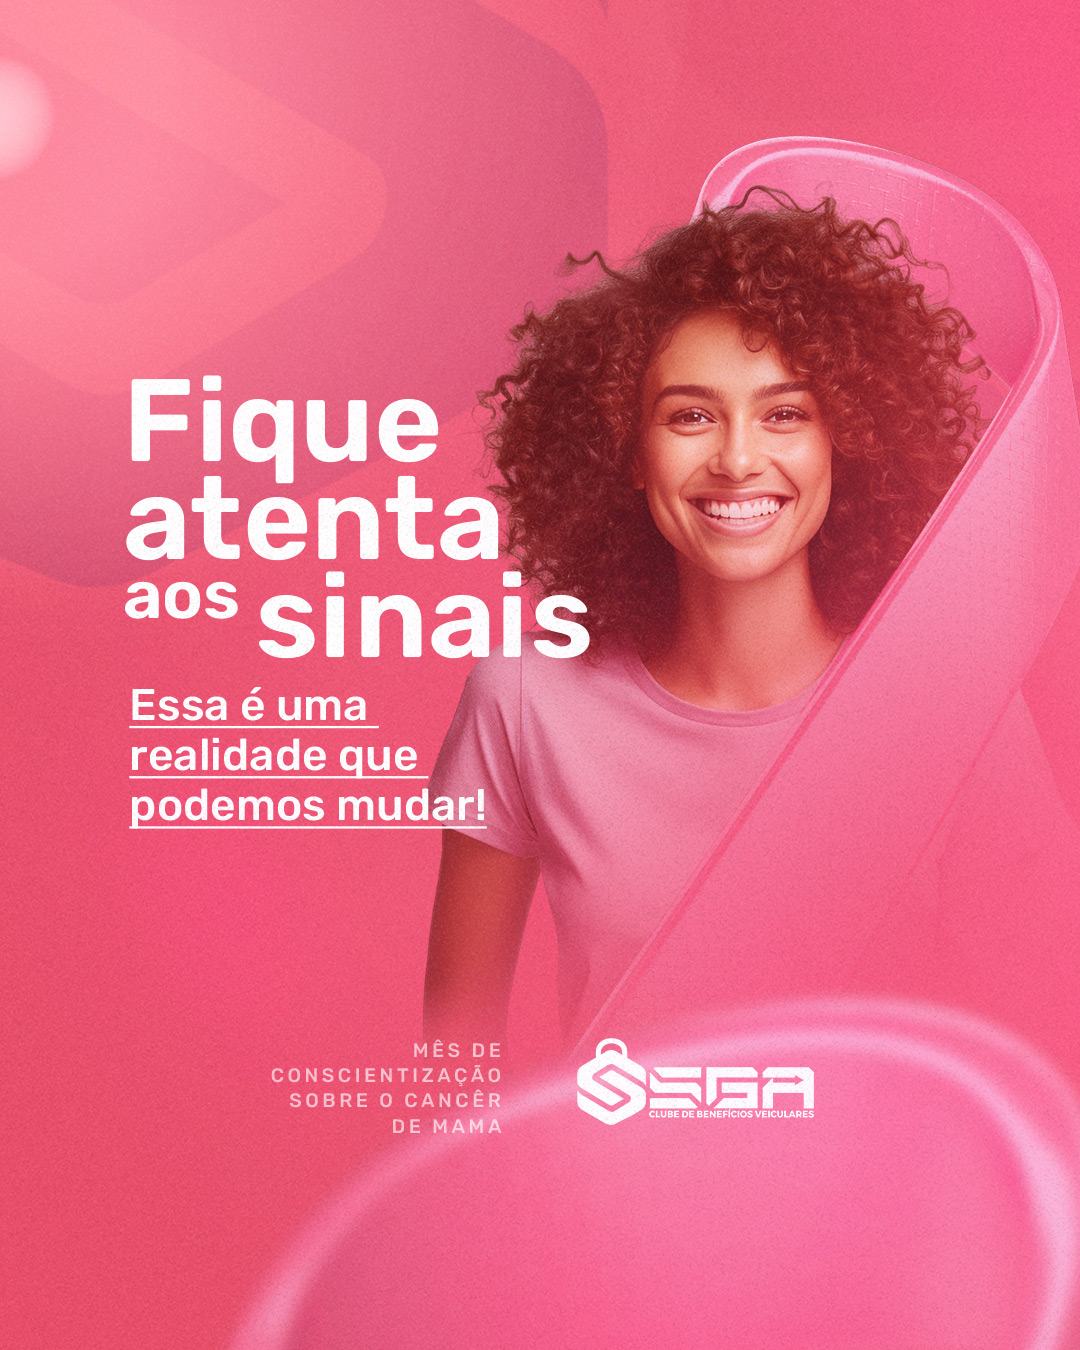 Fique
atenta
aos sinais
Essa é uma
realidade que
podemos mudar!
MÊS DE
CONSCIENTIZAÇÃO
SOBRE O CANCÊR
DE MAMA
SGA
CLUBE DE BENEFÍCIOS VEICULARES